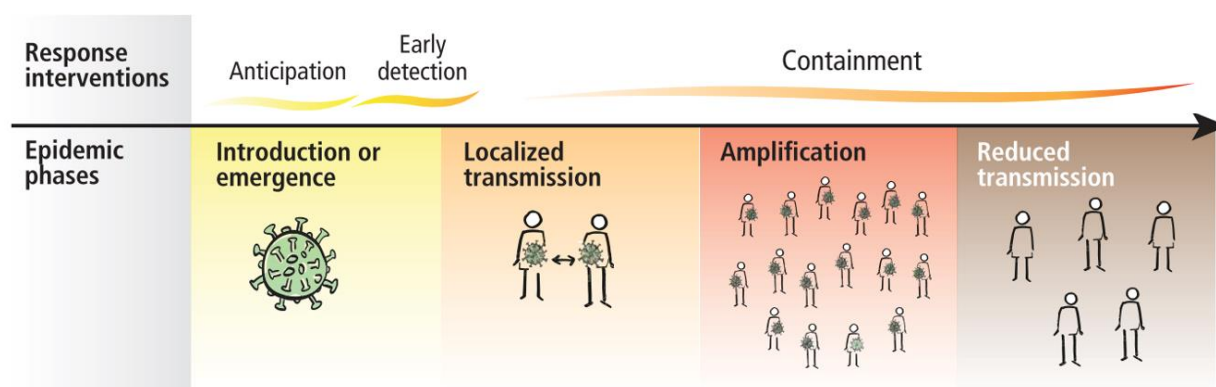 Response
interventions
Anticipation
Early
detection
Containment
Epidemic
phases
Introduction or
emergence
Localized
transmission
Amplification
Reduced
transmission